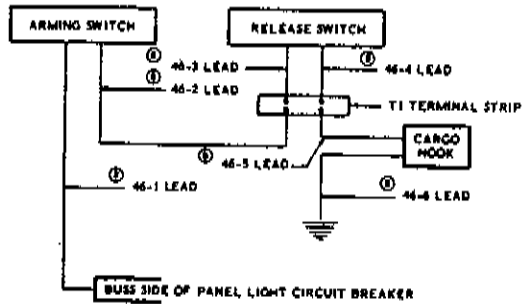 ARMING SWITCH
RELEASE SWITCH
46-3 LEAD
46-4 LEAD
46-2 LEAD
T1 TERMINAL STRIP
CARGO HOOK
46-5 LEAD
46-1 LEAD
46-6 LEAD
BUSS SIDE OF PANEL LIGHT CIRCUIT BREAKER